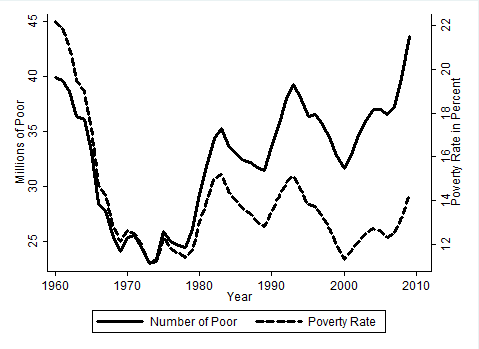 45
40
35
30
25
Millions of Poor
22
20
18
16
14
12
Poverty Rate in Percent
1960 1970 1980 1990 2000 2010
Year
Number of Poor Poverty Rate